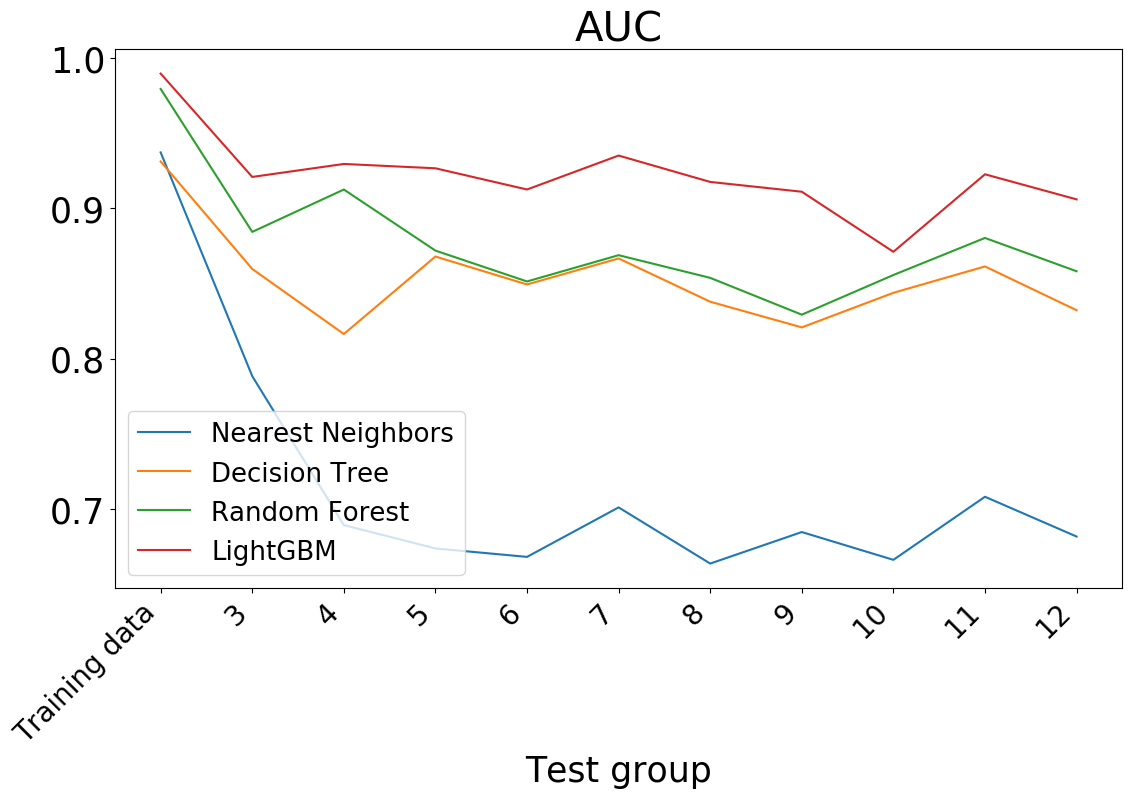 AUC
1.0
0.9
0.8
0.7
Nearest Neighbors
Decision Tree
Random Forest
LightGBM
Training data
3
4
5
6
7
8
9
10
11
12
Test group